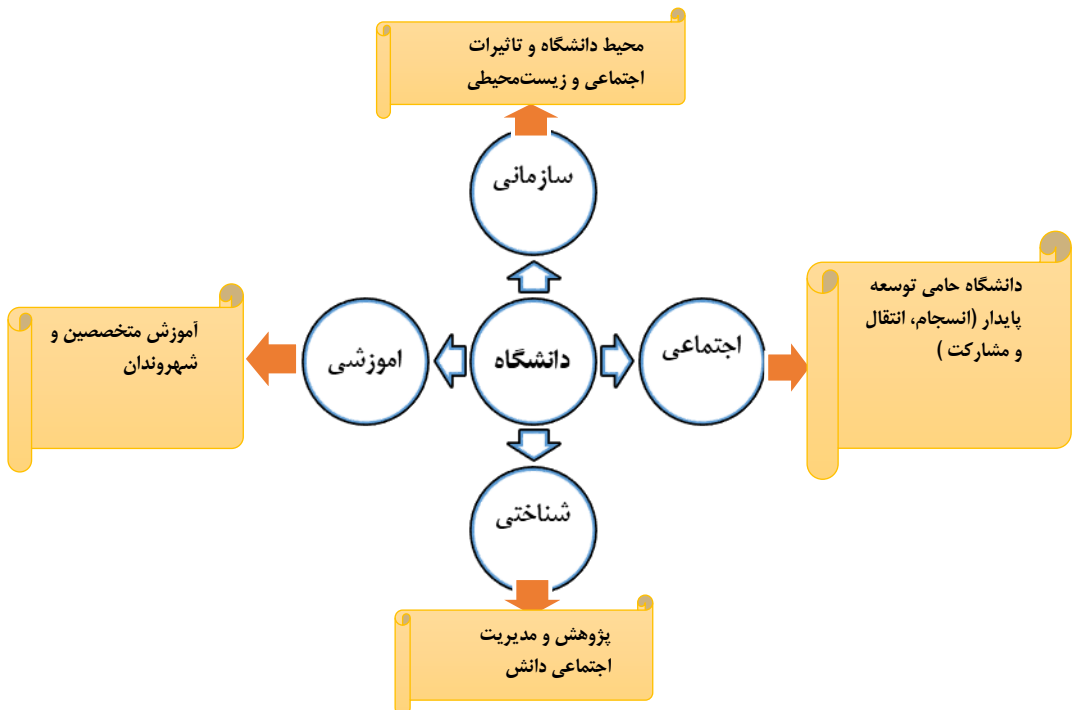 محیط دانشگاه و تاثیرات
اجتماعی و زیست‌محیطی
سازمانی
دانشگاه حامی توسعه
پایدار (انسجام، انتقال
و مشارکت )
اجتماعی
دانشگاه
اموزشی
آموزش متخصصین و
شهروندان
شناختی
پژوهش و مدیریت
اجتماعی دانش